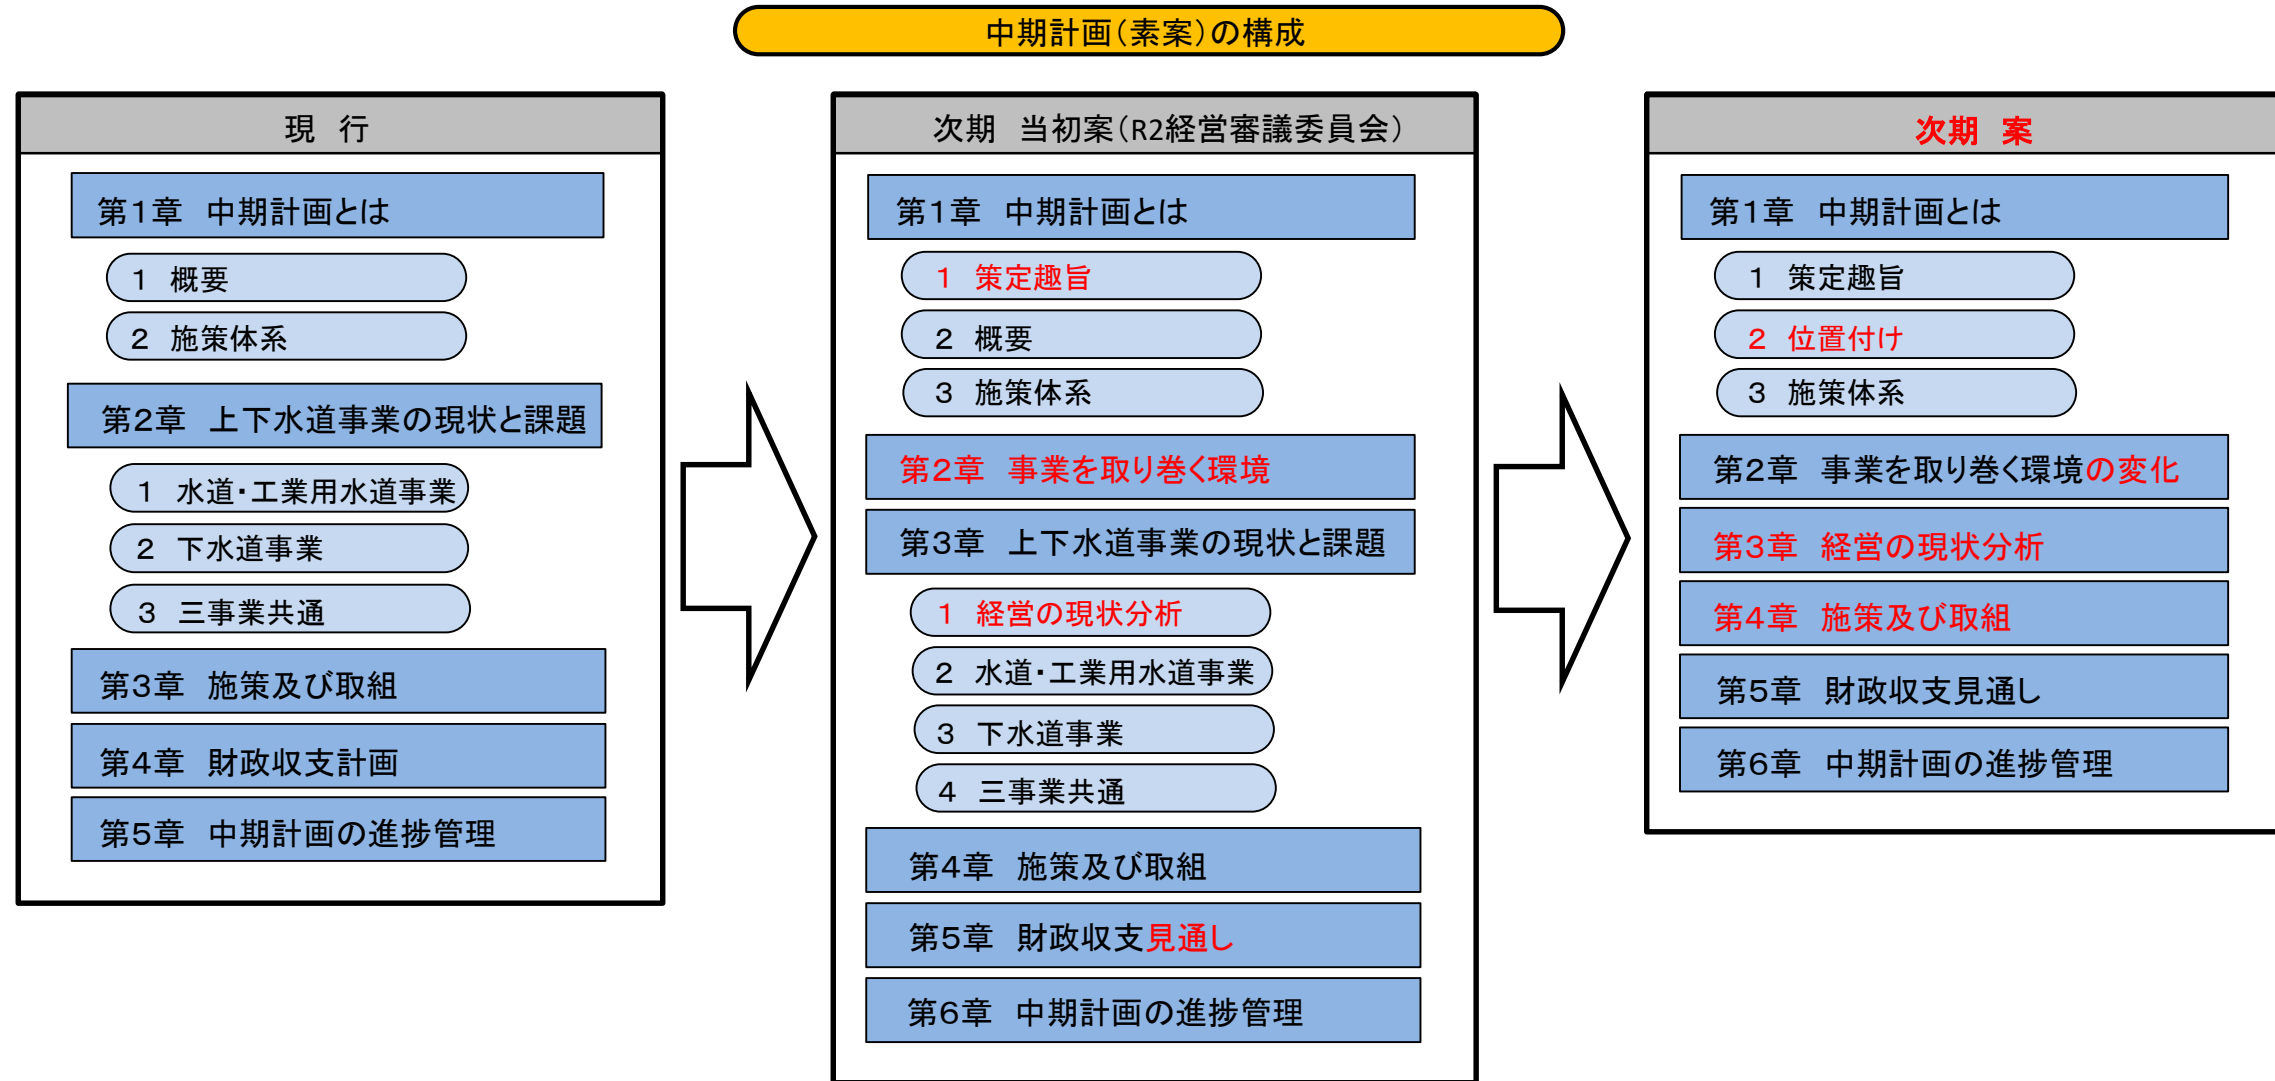 中期計画（素案）の構成
現　行
第1章　中期計画とは
1　概要
2　施策体系
第2章　上下水道事業の現状と課題
1　水道・工業用水道事業
2　下水道事業
3　三事業共通
第3章　施策及び取組
第4章　財政収支計画
第5章　中期計画の進捗管理
次期　当初案（R2経営審議委員会）
第1章　中期計画とは
1　策定趣旨
2　概要
3　施策体系
第2章　事業を取り巻く環境
第3章　上下水道事業の現状と課題
1　経営の現状分析
2　水道・工業用水道事業
3　下水道事業
4　三事業共通
第4章　施策及び取組
第5章　財政収支見通し
第6章　中期計画の進捗管理
次期　案
第1章　中期計画とは
1　策定趣旨
2　位置付け
3　施策体系
第2章　事業を取り巻く環境の変化
第3章　経営の現状分析
第4章　施策及び取組
第5章　財政収支見通し
第6章　中期計画の進捗管理